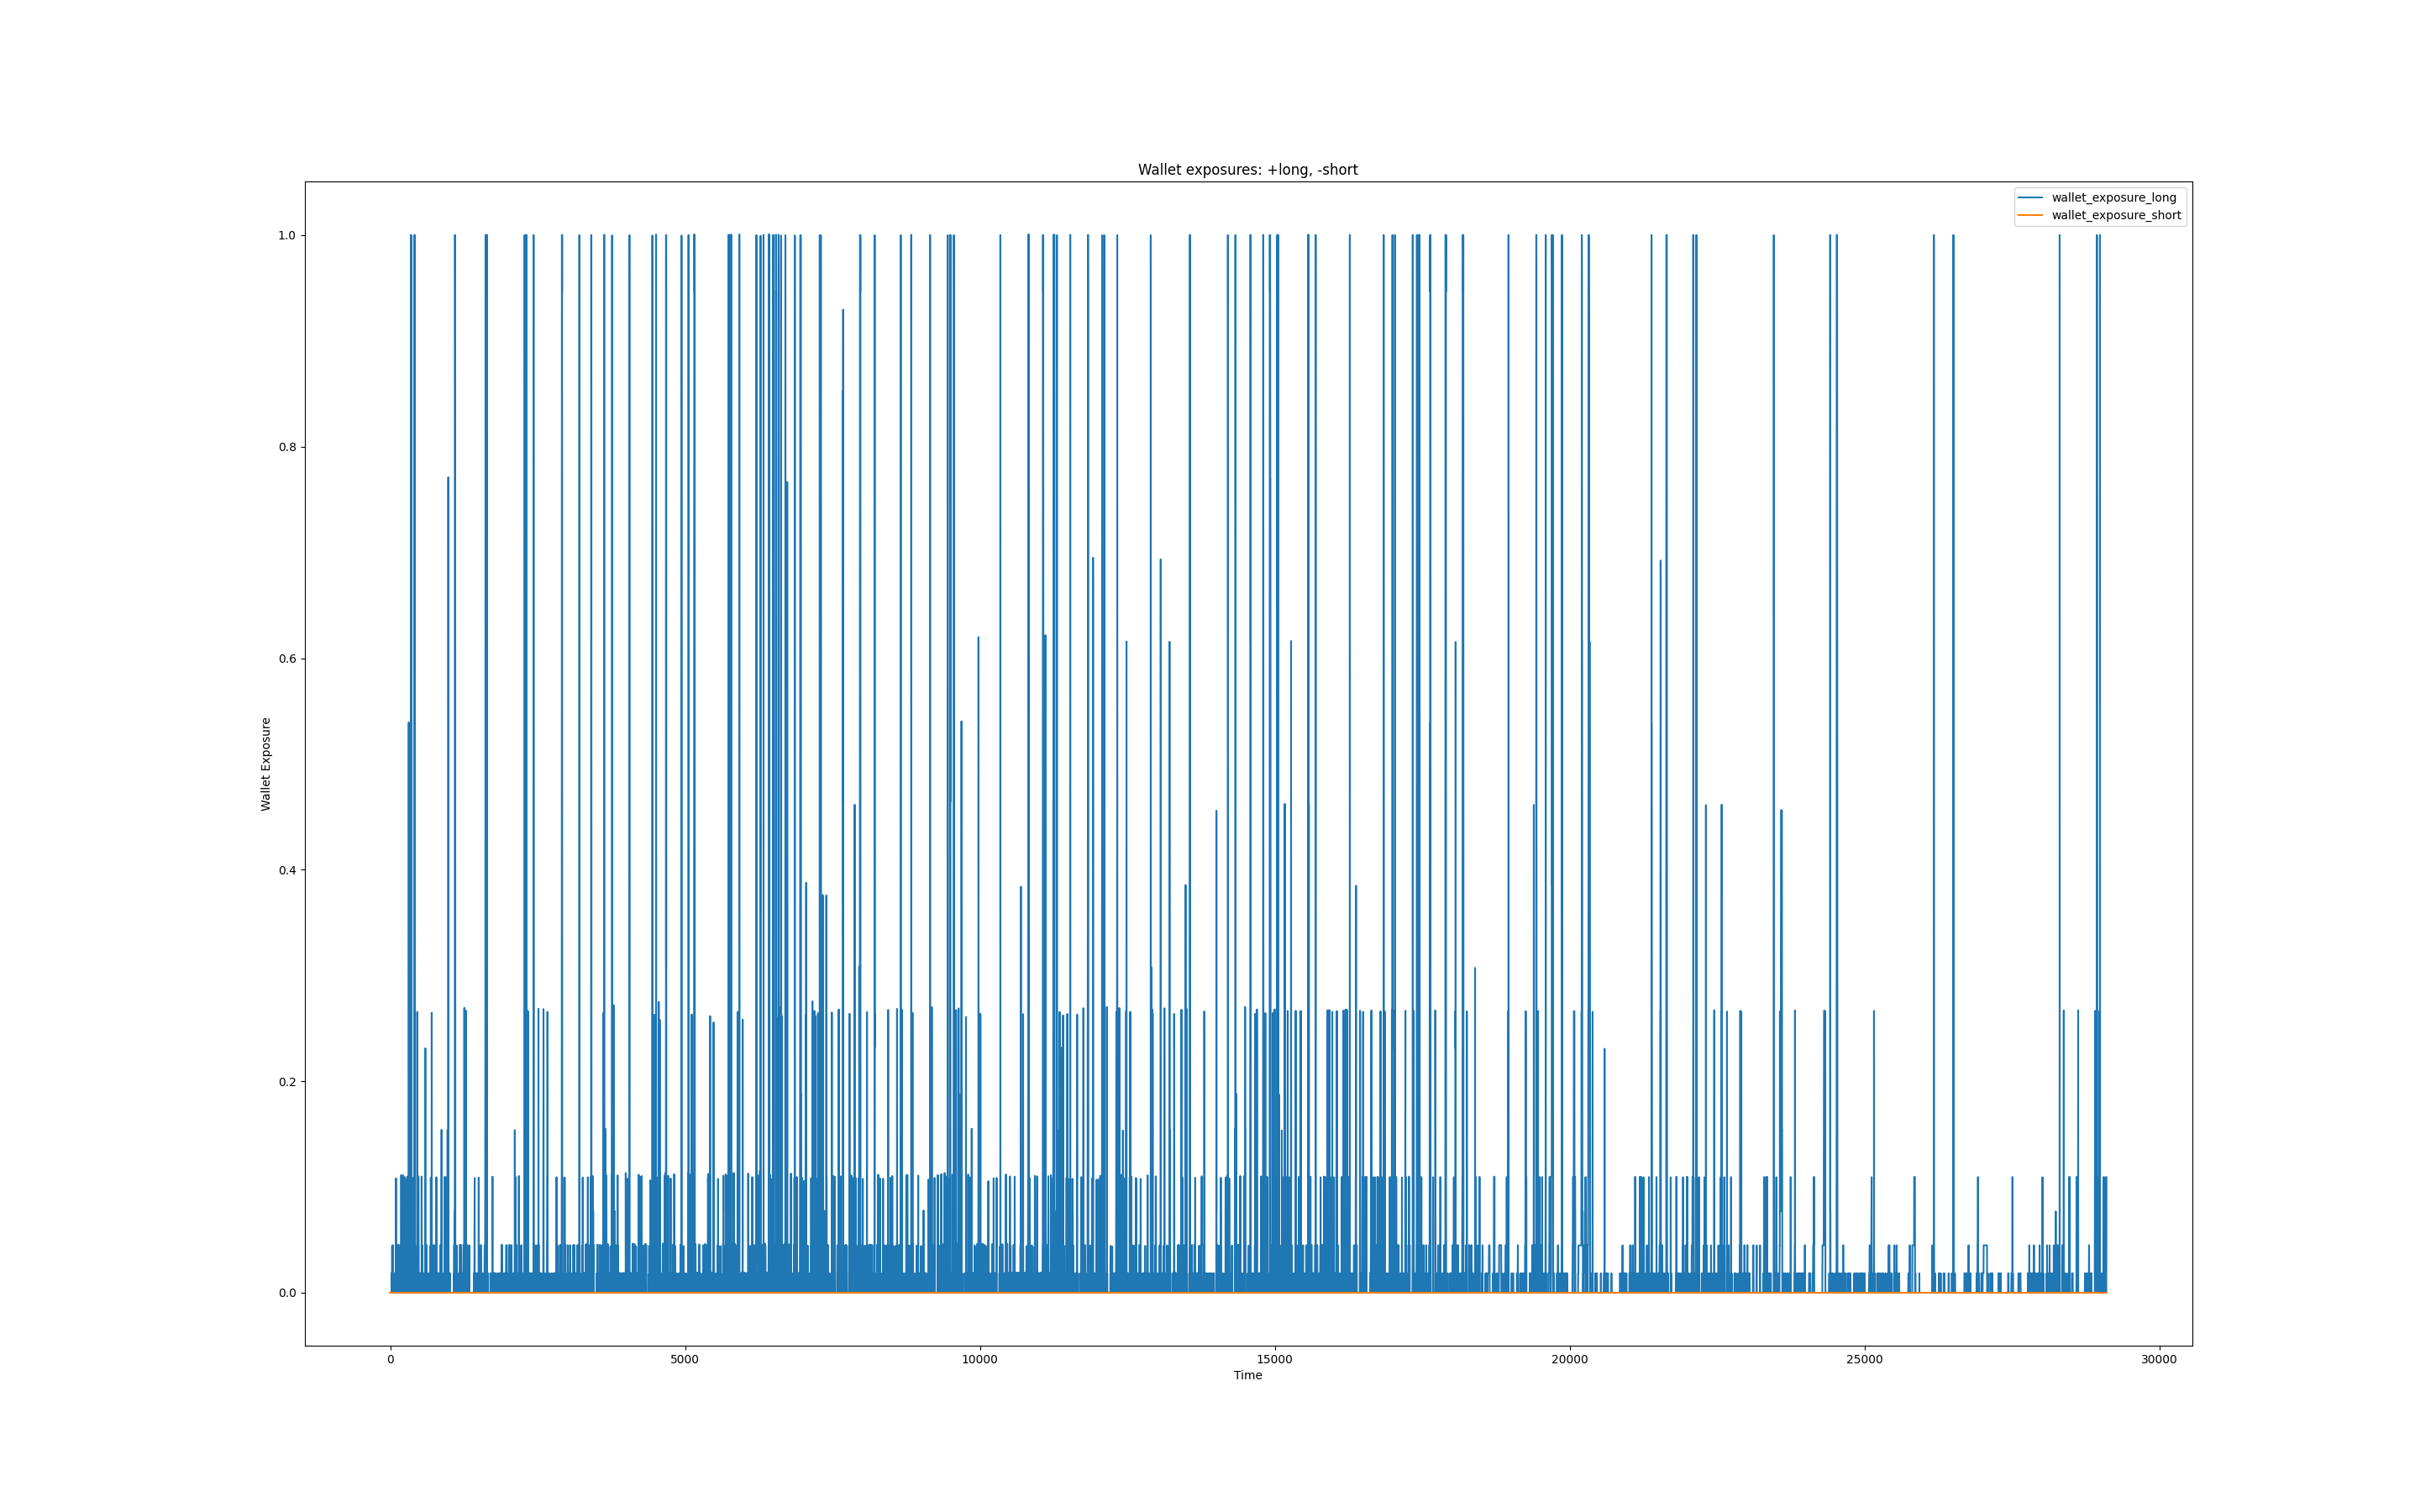 Wallet exposures: +long, -short
wallet_exposure_long
wallet_exposure_short
1.0
0.8
0.6
0.4
0.2
0.0
Wallet Exposure
0 5000 10000 15000 20000 25000 30000
Time